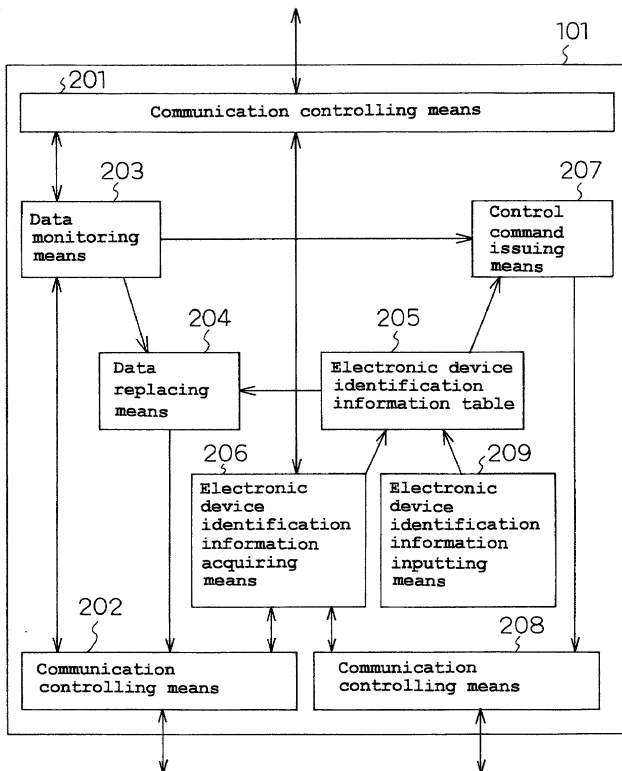 101
201
Communication controlling means
203
Data
monitoring
means
207
Control
command
issuing
means
204
Data
replacing
means
205
Electronic device
identification
information table
206
Electronic
device
identification
information
acquiring
means
209
Electronic
device
identification
information
inputting
means
202
Communication
controlling means
208
Communication
controlling means